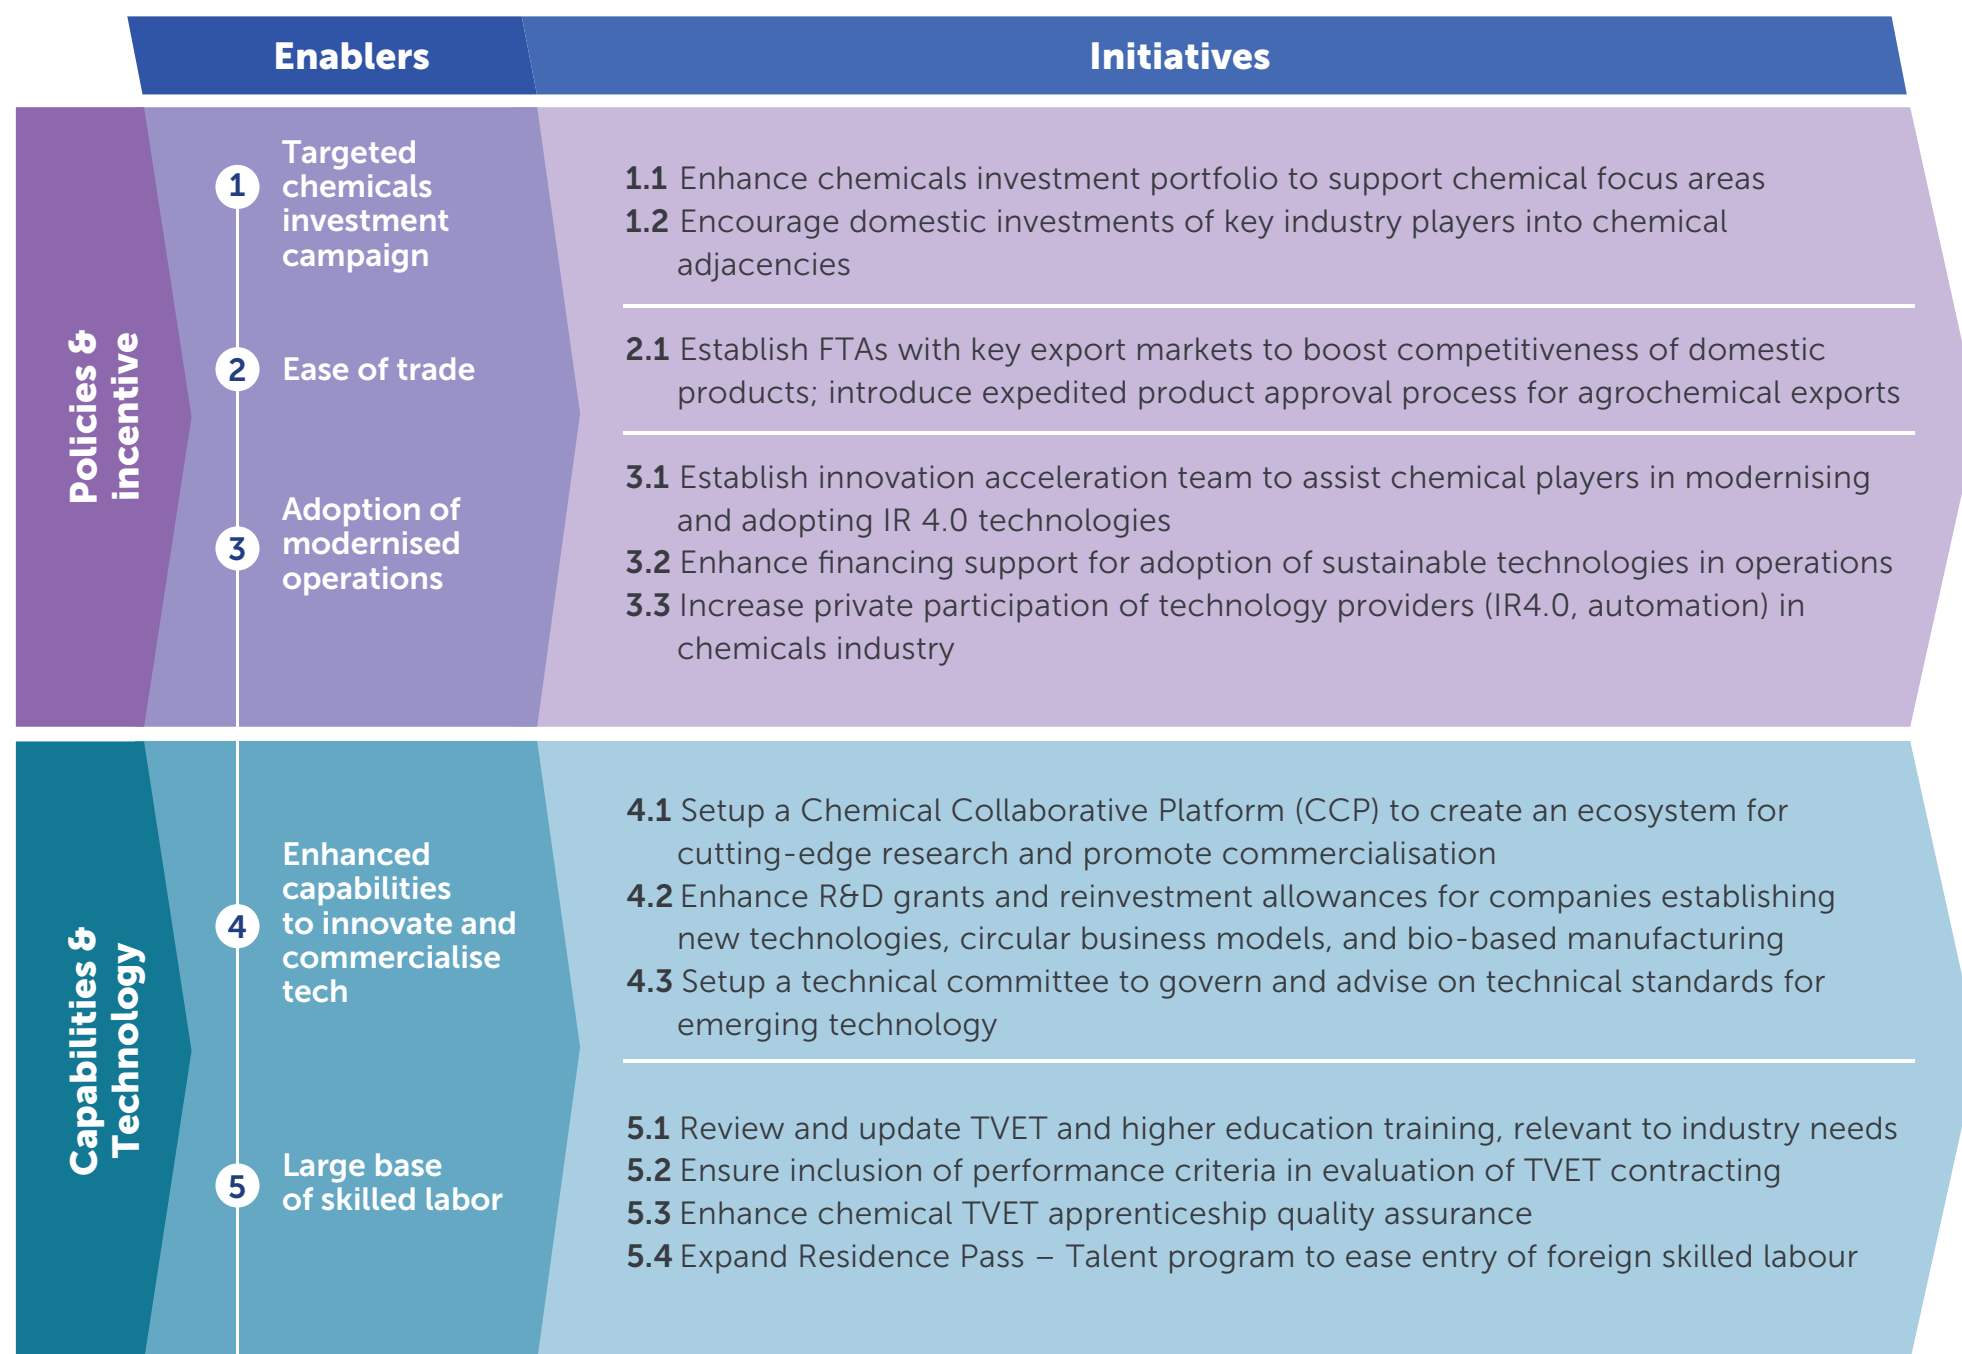 Enablers
Initiatives
Policies &
incentive
1
Targeted
chemicals
investment
campaign
1.1 Enhance chemicals investment portfolio to support chemical focus areas
1.2 Encourage domestic investments of key industry players into chemical
adjacencies
2
Ease of trade
2.1 Establish FTAs with key export markets to boost competitiveness of domestic
products; introduce expedited product approval process for agrochemical exports
3
Adoption of
modernised
operations
3.1 Establish innovation acceleration team to assist chemical players in modernising
and adopting IR 4.0 technologies
3.2 Enhance financing support for adoption of sustainable technologies in operations
3.3 Increase private participation of technology providers (IR4.0, automation) in
chemicals industry
Capabilities &
Technology
4
Enhanced
capabilities
to innovate and
commercialise
tech
4.1 Setup a Chemical Collaborative Platform (CCP) to create an ecosystem for
cutting-edge research and promote commercialisation
4.2 Enhance R&D grants and reinvestment allowances for companies establishing
new technologies, circular business models, and bio-based manufacturing
4.3 Setup a technical committee to govern and advise on technical standards for
emerging technology
5
Large base
of skilled labor
5.1 Review and update TVET and higher education training, relevant to industry needs
5.2 Ensure inclusion of performance criteria in evaluation of TVET contracting
5.3 Enhance chemical TVET apprenticeship quality assurance
5.4 Expand Residence Pass – Talent program to ease entry of foreign skilled labour